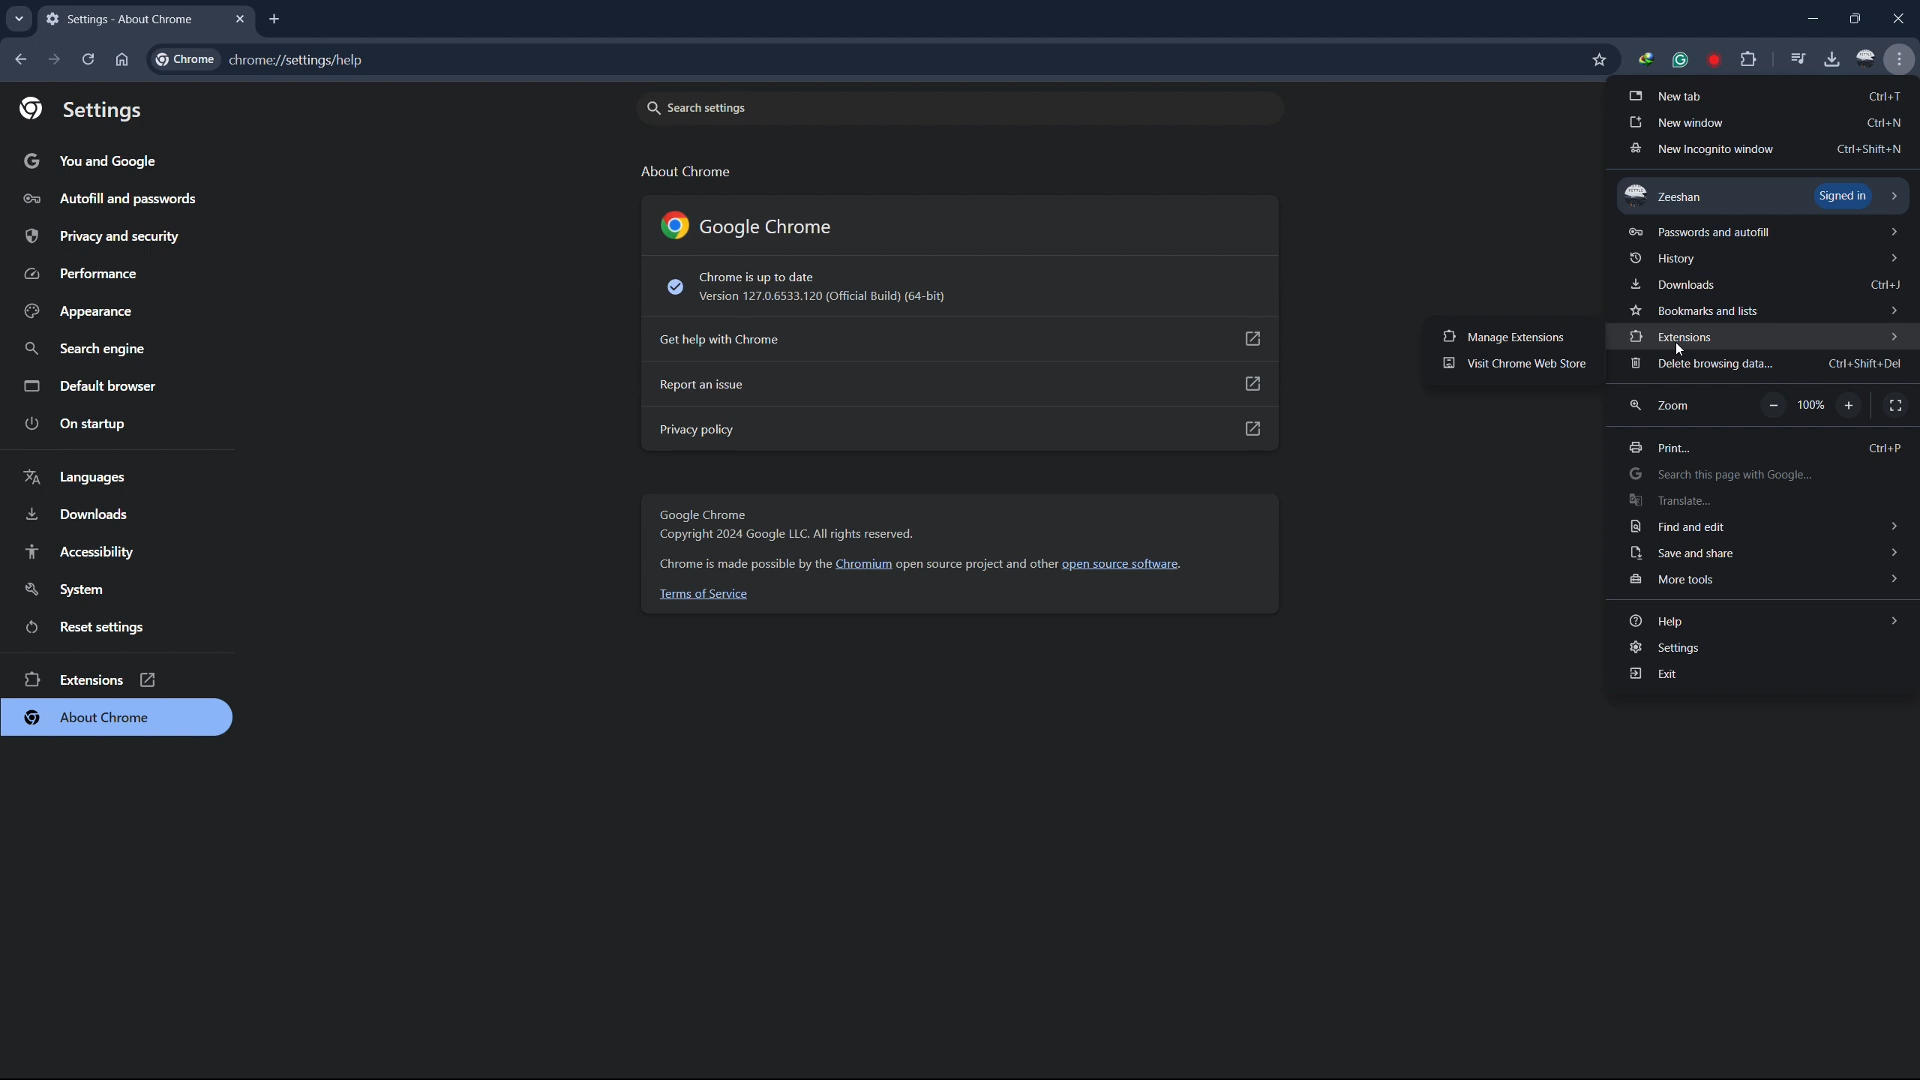 Settings - About Chrome
Chrome chrome://settings/help
Settings
You and Google
Autofill and passwords
Privacy and security
Performance
Appearance
Search engine
Default browser
On startup
Languages
Downloads
Accessibility
System
Reset settings
Extensions
About Chrome
Search settings
About Chrome
Google Chrome
Chrome is up to date
Version 127.0.6533.120 (Official Build) (64-bit)
Get help with Chrome
Report an issue
Privacy policy
Google Chrome
Copyright 2024 Google LLC. All rights reserved.
Chrome is made possible by the Chromium open source project and other open source software.
Terms of Service
Manage Extensions
Visit Chrome Web Store
New tab Ctrl+T
New window Ctrl+N
New Incognito window Ctrl+Shift+N
Zeeshan Signed in
Passwords and autofill
History
Downloads Ctrl+J
Bookmarks and lists
Extensions
Delete browsing data... Ctrl+Shift+Del
Zoom − 100% +
Print... Ctrl+P
Search this page with Google...
Translate...
Find and edit
Save and share
More tools
Help
Settings
Exit